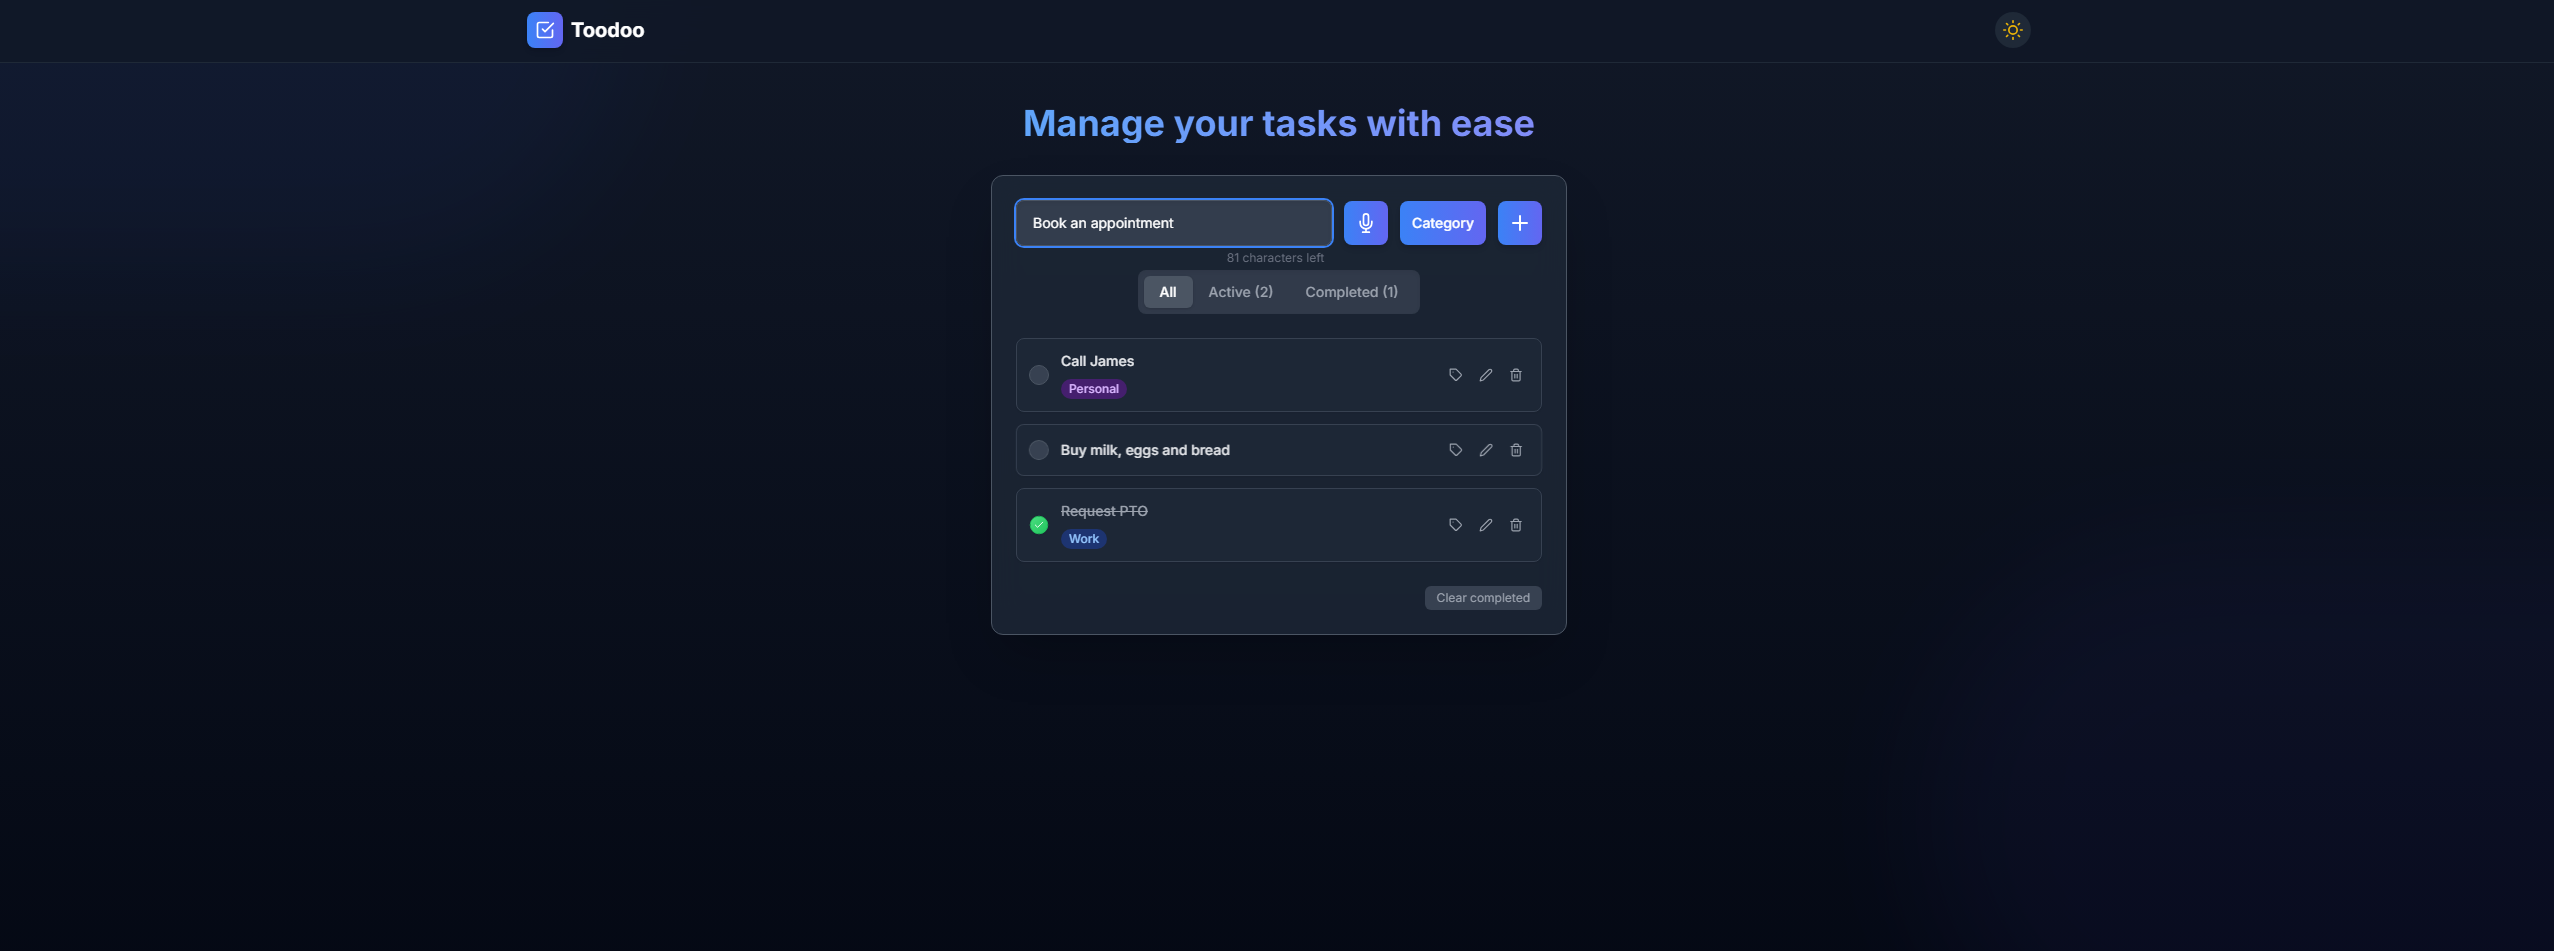 Toodoo
Manage your tasks with ease
Book an appointment
Category
81 characters left
All
Active (2)
Completed (1)
Call James
Personal
Buy milk, eggs and bread
Request PTO
Work
Clear completed